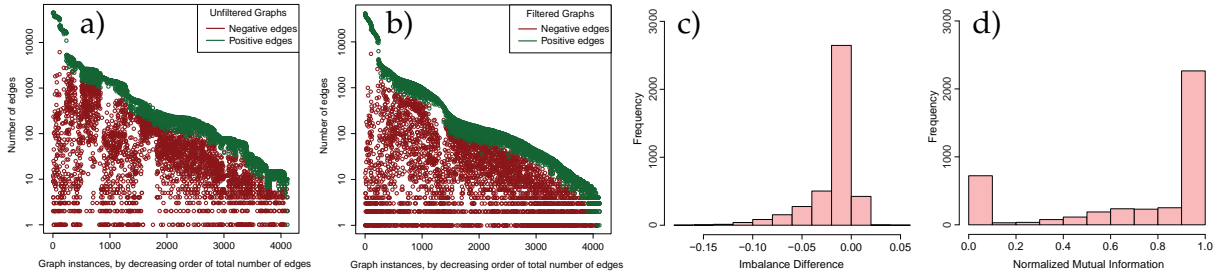 a)
Unfiltered Graphs
Negative edges
Positive edges
Number of edges
1 10 100 1000 10000
0 1000 2000 3000 4000
Graph instances, by decreasing order of total number of edges
b)
Filtered Graphs
Negative edges
Positive edges
Number of edges
1 10 100 1000 10000
0 1000 2000 3000 4000
Graph instances, by decreasing order of total number of edges
c)
Frequency
0 1000 2000 3000
−0.15 −0.05 0.00 0.05
Imbalance Difference
d)
Frequency
0 1000 2000 3000
0.0 0.2 0.4 0.6 0.8 1.0
Normalized Mutual Information